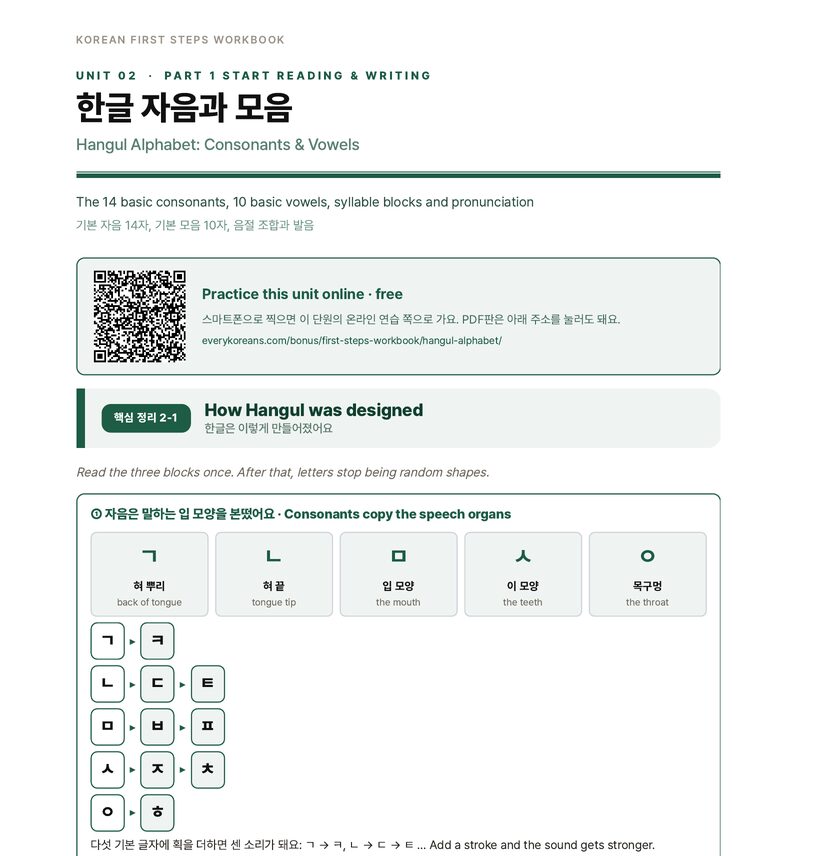 KOREAN FIRST STEPS WORKBOOK
UNIT 02 · PART 1 START READING & WRITING
한글 자음과 모음
Hangul Alphabet: Consonants & Vowels
The 14 basic consonants, 10 basic vowels, syllable blocks and pronunciation
기본 자음 14자, 기본 모음 10자, 음절 조합과 발음
Practice this unit online · free
스마트폰으로 찍으면 이 단원의 온라인 연습 쪽으로 가요. PDF판은 아래 주소를 눌러도 돼요.
everykoreans.com/bonus/first-steps-workbook/hangul-alphabet/
핵심 정리 2-1
How Hangul was designed
한글은 이렇게 만들어졌어요
Read the three blocks once. After that, letters stop being random shapes.
① 자음은 말하는 입 모양을 본떴어요 · Consonants copy the speech organs
ㄱ ㄴ ㅁ ㅅ ㅇ
혀 뿌리 혀 끝 입 모양 이 모양 목구멍
back of tongue tongue tip the mouth the teeth the throat
ㄱ ▸ ㅋ
ㄴ ▸ ㄷ ▸ ㅌ
ㅁ ▸ ㅂ ▸ ㅍ
ㅅ ▸ ㅈ ▸ ㅊ
ㅇ ▸ ㅎ
다섯 기본 글자에 획을 더하면 센 소리가 돼요: ㄱ → ㅋ, ㄴ → ㄷ → ㅌ ... Add a stroke and the sound gets stronger.